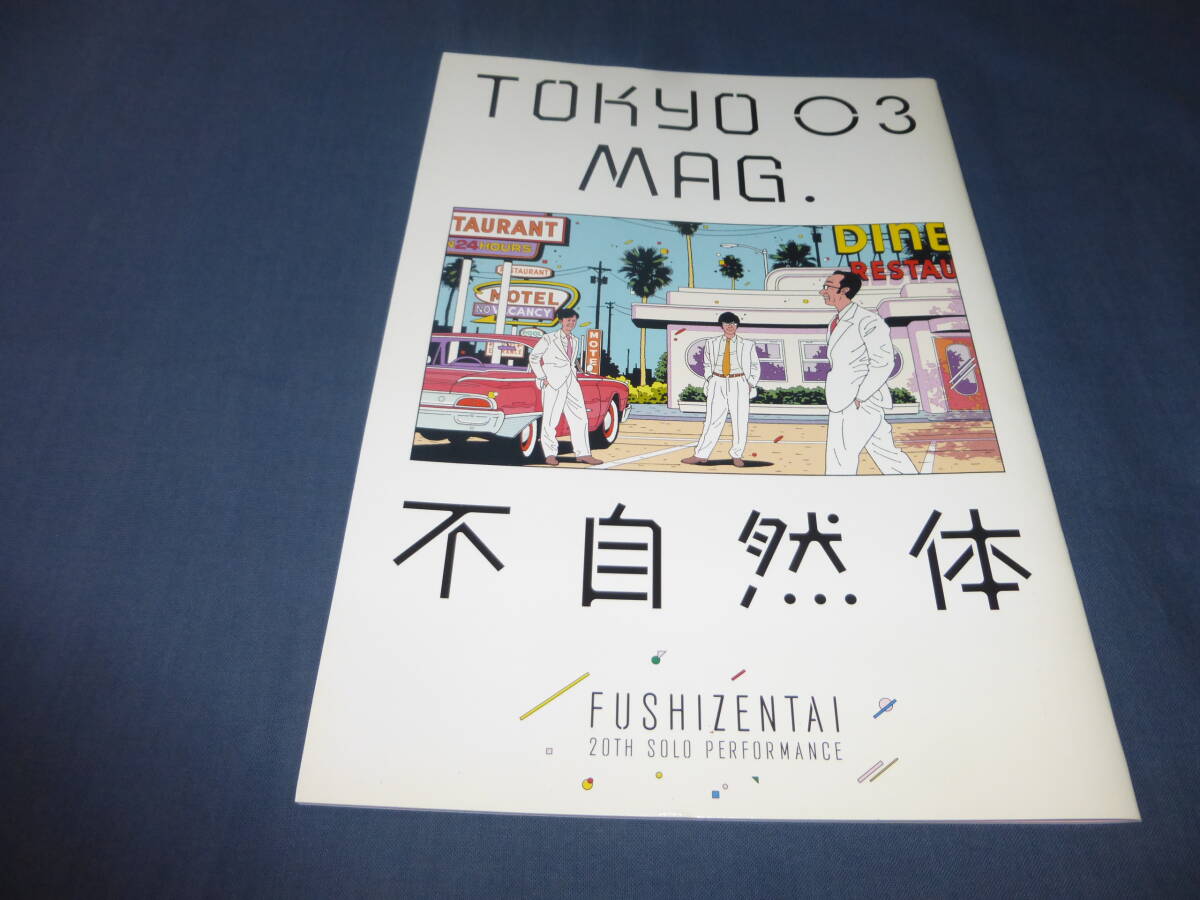 TOKYO 03
MAG.
TAURANT
24 HOURS
RESTAURANT
MOTEL
NO VACANCY
MOTEL
DINE
RESTAU
不自然体
FUSHIZENTAI
20TH SOLO PERFORMANCE